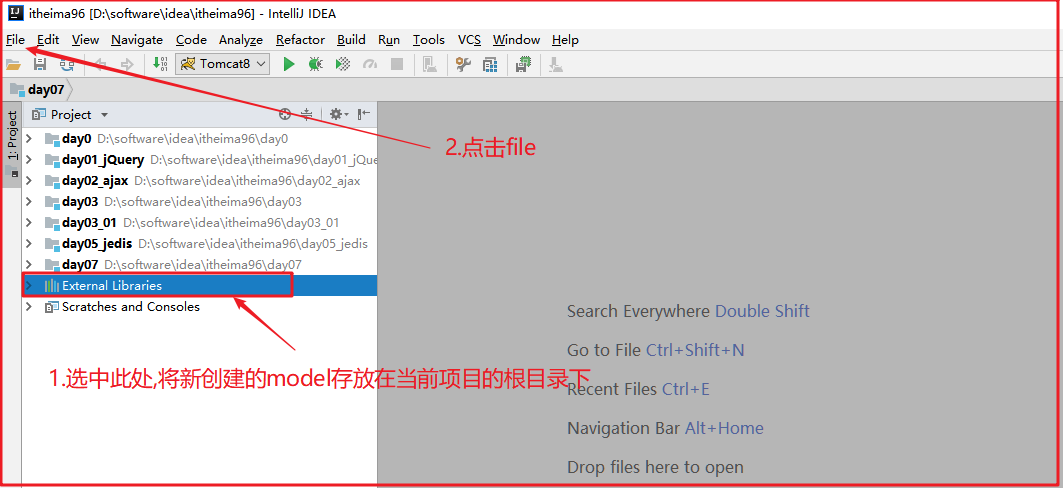 itheima96 [D:\software\idea\itheima96] - IntelliJ IDEA
File Edit View Navigate Code Analyze Refactor Build Run Tools VCS Window Help
Tomcat8
day07
1: Project
Project
day0 D:\software\idea\itheima96\day0
day01_jQuery D:\software\idea\itheima96\day01_jQue
day02_ajax D:\software\idea\itheima96\day02_ajax
day03 D:\software\idea\itheima96\day03
day03_01 D:\software\idea\itheima96\day03_01
day05_jedis D:\software\idea\itheima96\day05_jedis
day07 D:\software\idea\itheima96\day07
External Libraries
Scratches and Consoles
2.点击file
1.选中此处,将新创建的model存放在当前项目的根目录下
Search Everywhere Double Shift
Go to File Ctrl+Shift+N
Recent Files Ctrl+E
Navigation Bar Alt+Home
Drop files here to open